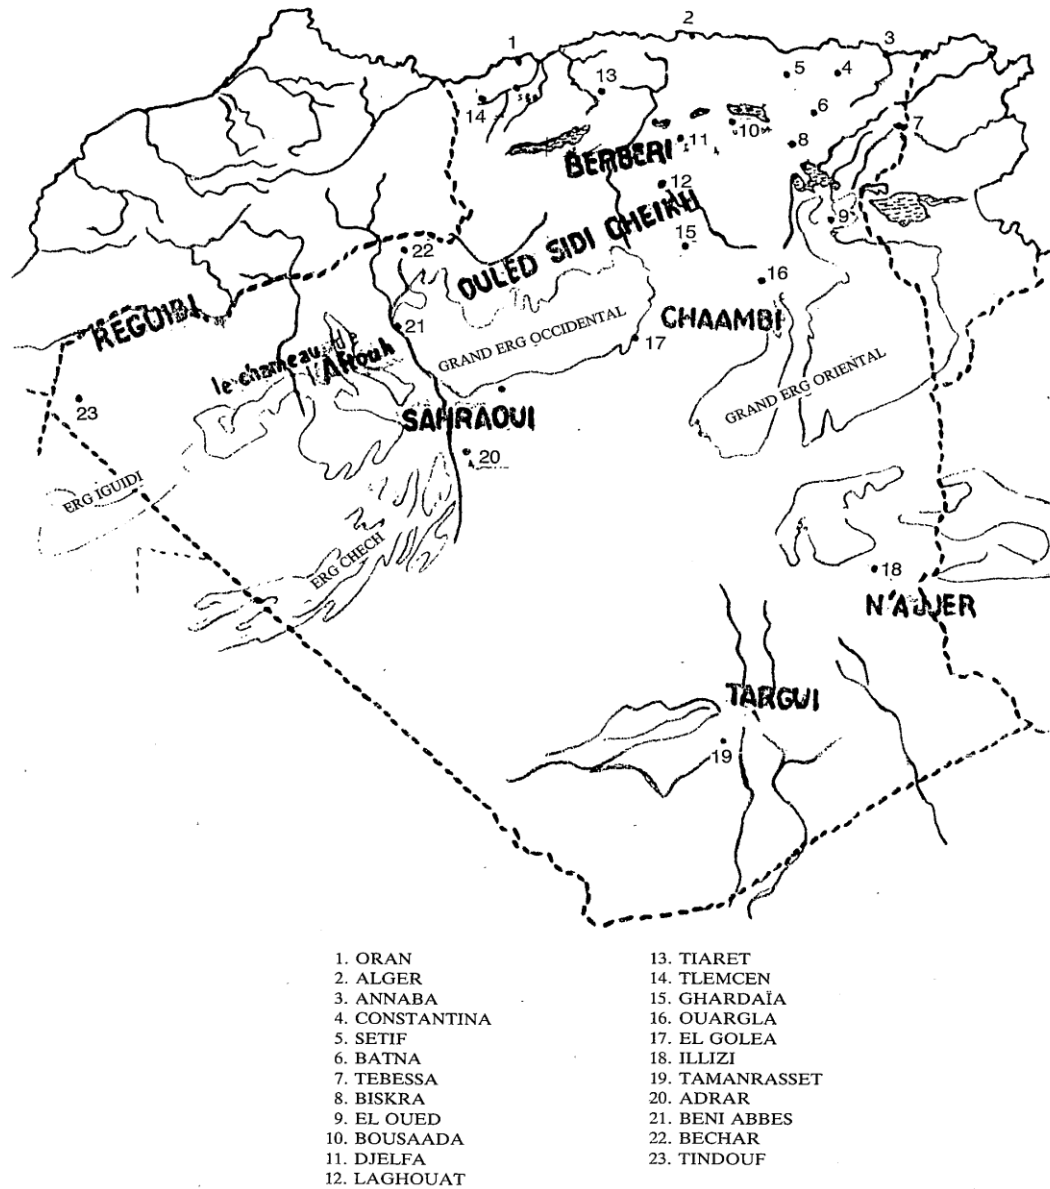 2
1
3
13
5
4
14
6
10
7
11
8
BERBERI
12
9
15
OULED SIDI CHEIKH
22
16
REGUIBI
CHAAMBI
21
GRAND ERG OCCIDENTAL
17
le chameau de
l'Aftouh
23
GRAND ERG ORIENTAL
SAHRAOUI
20
ERG IGUIDI
ERG CHECH
18
N'AJJER
TARGUI
19
1. ORAN
2. ALGER
3. ANNABA
4. CONSTANTINA
5. SETIF
6. BATNA
7. TEBESSA
8. BISKRA
9. EL OUED
10. BOUSAADA
11. DJELFA
12. LAGHOUAT
13. TIARET
14. TLEMCEN
15. GHARDAÏA
16. OUARGLA
17. EL GOLEA
18. ILLIZI
19. TAMANRASSET
20. ADRAR
21. BENI ABBES
22. BECHAR
23. TINDOUF